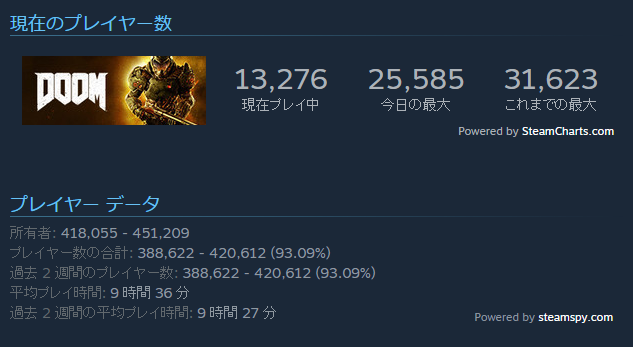 現在のプレイヤー数
DOOM
13,276 25,585 31,623
現在プレイ中 今日の最大 これまでの最大
Powered by SteamCharts.com
プレイヤー データ
所有者: 418,055 - 451,209
プレイヤー数の合計: 388,622 - 420,612 (93.09%)
過去 2 週間のプレイヤー数: 388,622 - 420,612 (93.09%)
平均プレイ時間: 9 時間 36 分
過去 2 週間の平均プレイ時間: 9 時間 27 分
Powered by steamspy.com